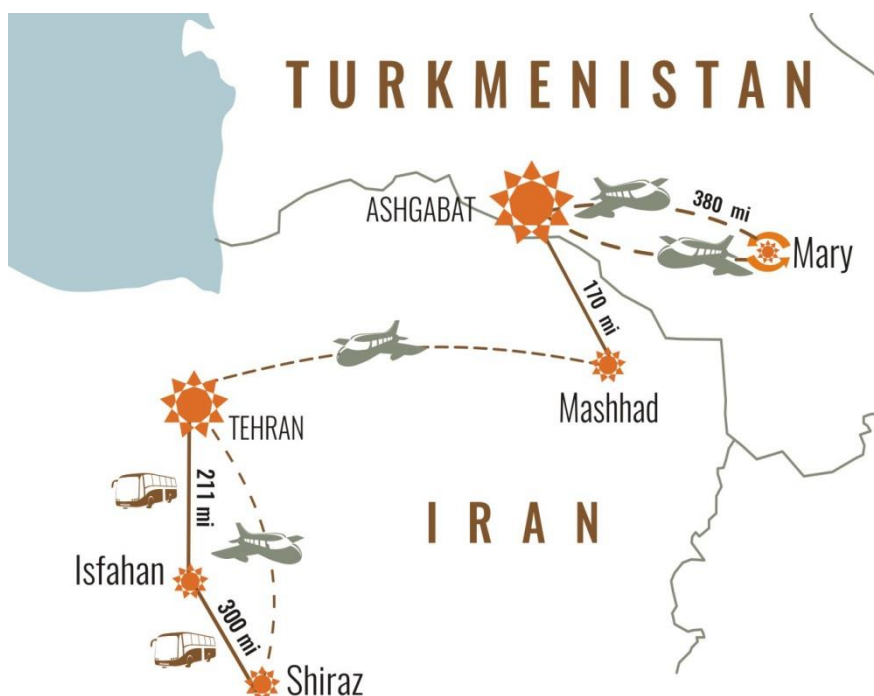 TURKMENISTAN
380 mi
ASHGABAT
Mary
170 mi
Mashhad
TEHRAN
211 mi
IRAN
Isfahan
300 mi
Shiraz